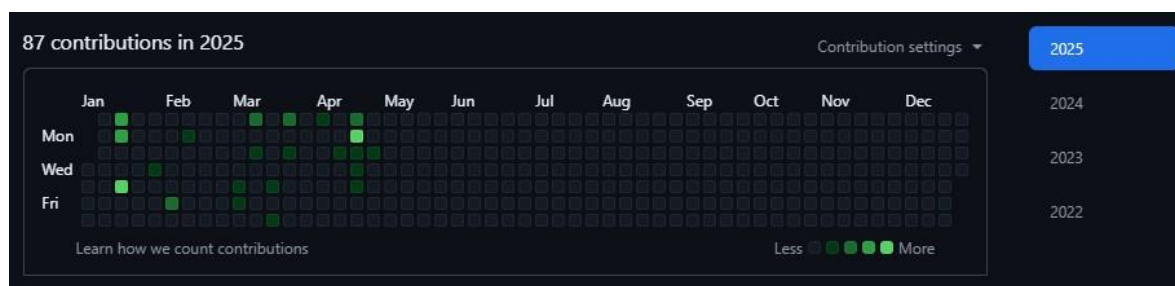 87 contributions in 2025
Contribution settings
Jan Feb Mar Apr May Jun Jul Aug Sep Oct Nov Dec
Mon
Wed
Fri
Learn how we count contributions
Less More
2025
2024
2023
2022